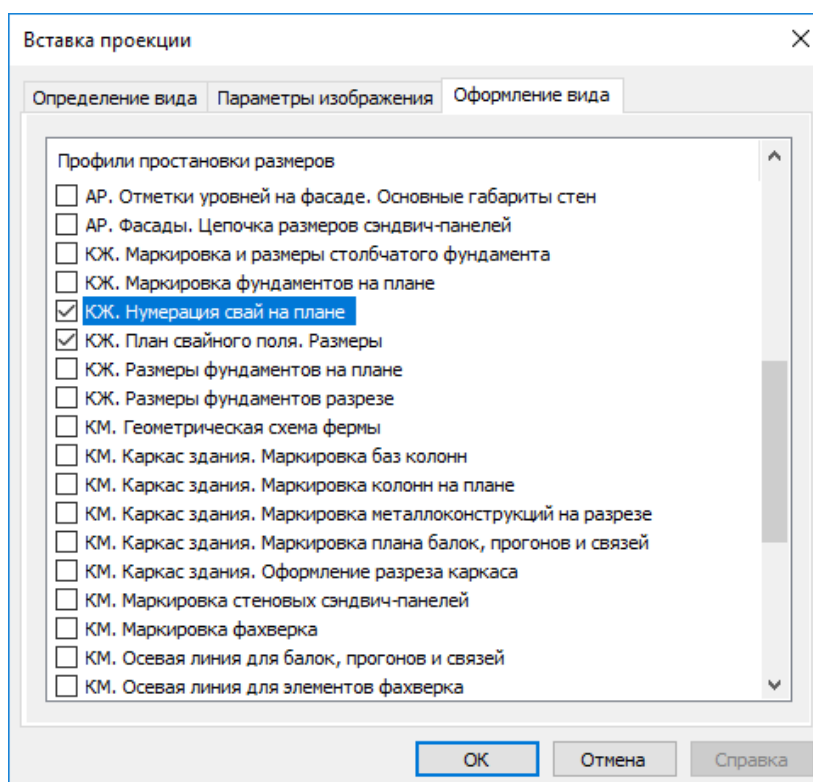 Вставка проекции
Определение вида
Параметры изображения
Оформление вида
Профили простановки размеров
АР. Отметки уровней на фасаде. Основные габариты стен
АР. Фасады. Цепочка размеров сэндвич-панелей
КЖ. Маркировка и размеры столбчатого фундамента
КЖ. Маркировка фундаментов на плане
КЖ. Нумерация свай на плане
КЖ. План свайного поля. Размеры
КЖ. Размеры фундаментов на плане
КЖ. Размеры фундаментов разрезе
КМ. Геометрическая схема фермы
КМ. Каркас здания. Маркировка баз колонн
КМ. Каркас здания. Маркировка колонн на плане
КМ. Каркас здания. Маркировка металлоконструкций на разрезе
КМ. Каркас здания. Маркировка плана балок, прогонов и связей
КМ. Каркас здания. Оформление разреза каркаса
КМ. Маркировка стеновых сэндвич-панелей
КМ. Маркировка фахверка
КМ. Осевая линия для балок, прогонов и связей
КМ. Осевая линия для элементов фахверка
ОК
Отмена
Справка